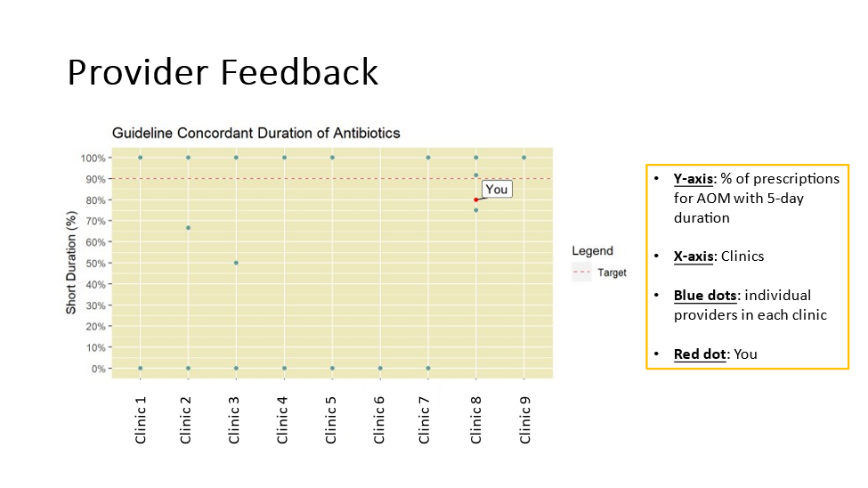 Provider Feedback
Guideline Concordant Duration of Antibiotics
Short Duration (%)
100%
90%
80%
70%
60%
50%
40%
30%
20%
10%
0%
You
Clinic 1
Clinic 2
Clinic 3
Clinic 4
Clinic 5
Clinic 6
Clinic 7
Clinic 8
Clinic 9
Legend
Target
• Y-axis: % of prescriptions
for AOM with 5-day
duration
• X-axis: Clinics
• Blue dots: individual
providers in each clinic
• Red dot: You